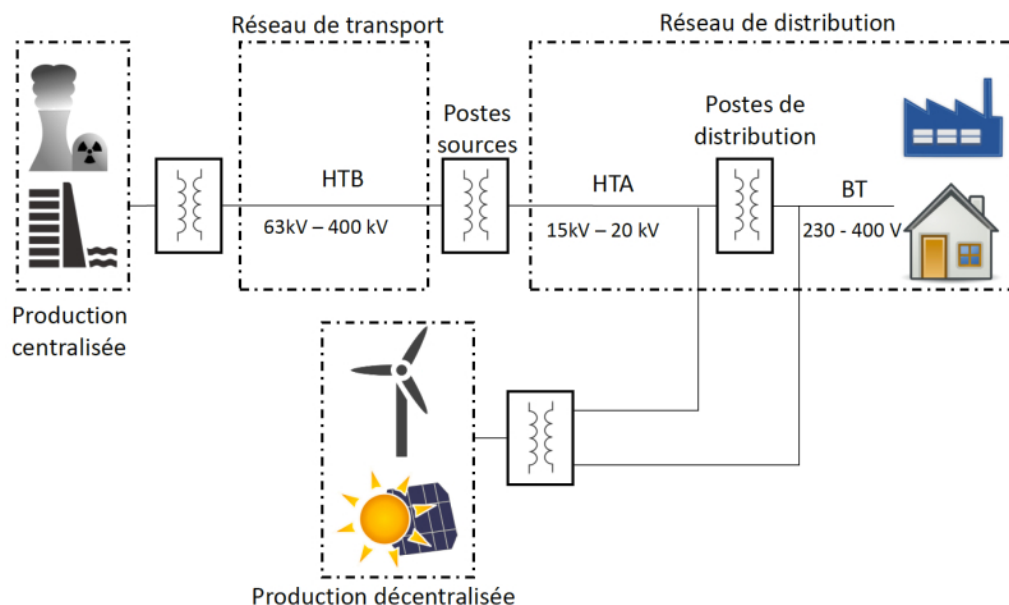 Réseau de transport
Réseau de distribution
Postes
sources
Postes de
distribution
HTB
63kV – 400 kV
HTA
15kV – 20 kV
BT
230 - 400 V
Production
centralisée
Production décentralisée